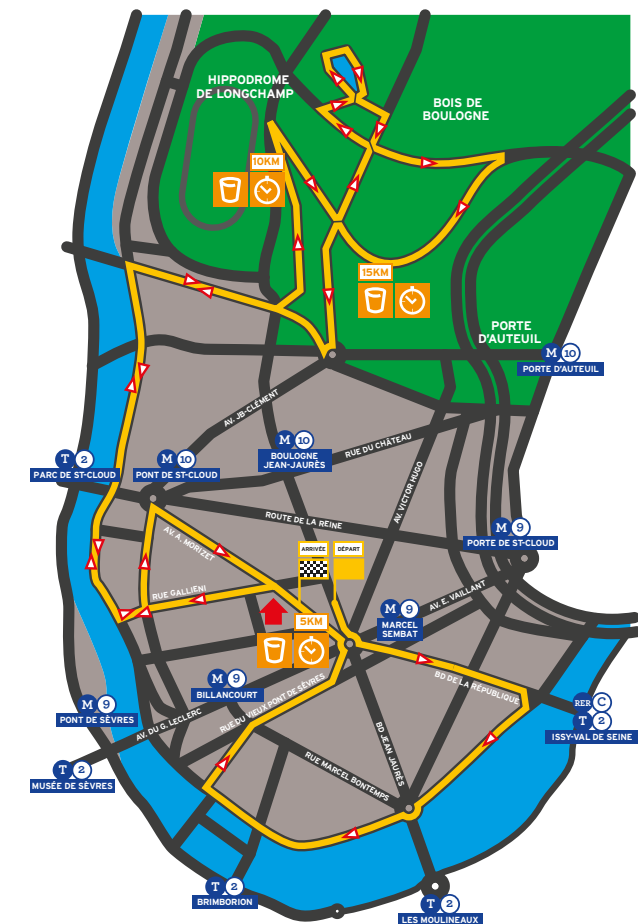 HIPPODROME
DE LONGCHAMP
BOIS DE
BOULOGNE
10KM
15KM
PORTE
D'AUTEUIL
M 10
PORTE D'AUTEUIL
AV. JB-CLÉMENT
M 10
BOULOGNE
JEAN-JAURÈS
RUE DU CHÂTEAU
T 2
PARC DE ST-CLOUD
M 10
PONT DE ST-CLOUD
AV. VICTOR HUGO
ROUTE DE LA REINE
M 9
PORTE DE ST-CLOUD
AV. A. MORIZET
ARRIVÉE
DÉPART
RUE GALLIÉNI
AV. E. VAILLANT
5KM
M 9
MARCEL
SEMBAT
M 9
BILLANCOURT
BD DE LA RÉPUBLIQUE
RUE DU VIEUX PONT DE SÈVRES
M 9
PONT DE SÈVRES
AV. DU G. LECLERC
RER C
T 2
ISSY-VAL DE SEINE
BD JEAN JAURÈS
RUE MARCEL BONTEMPS
T 2
MUSÉE DE SÈVRES
T 2
BRIMBORION
T 2
LES MOULINEAUX